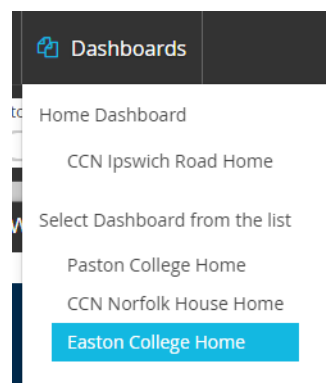 Dashboards
Home Dashboard
CCN Ipswich Road Home
Select Dashboard from the list
Paston College Home
CCN Norfolk House Home
Easton College Home